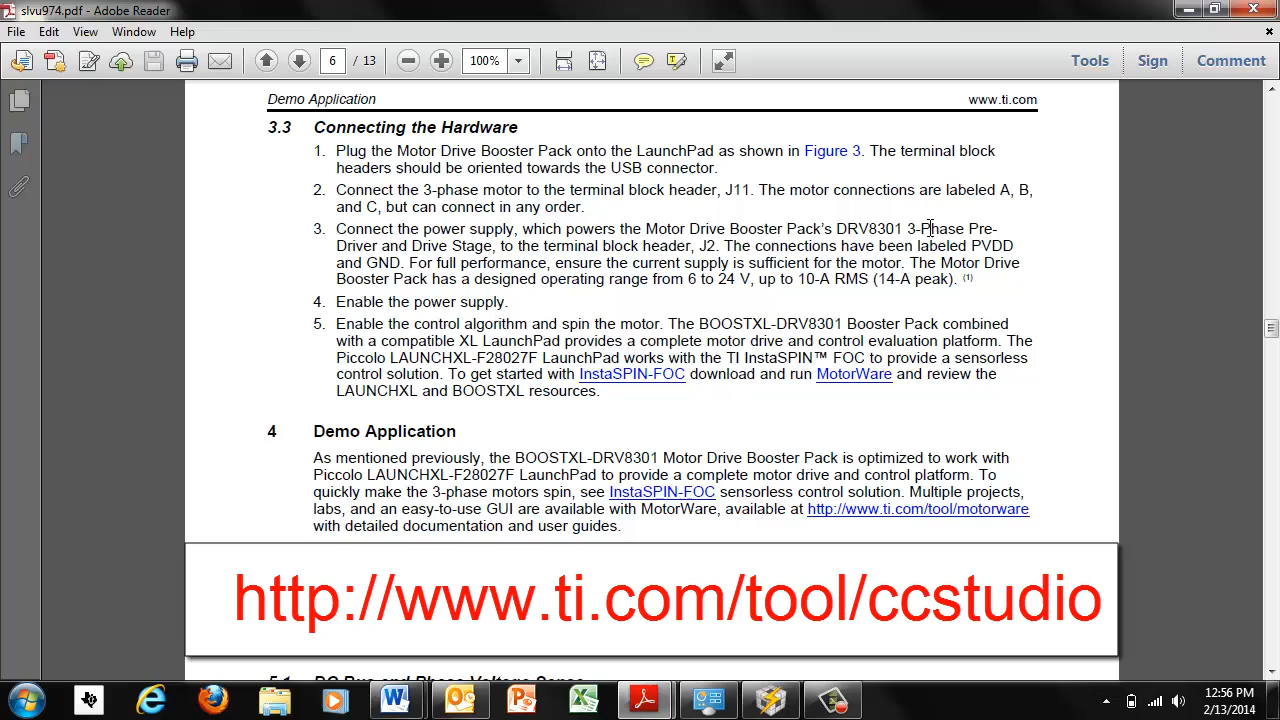 slvu974.pdf - Adobe Reader
File Edit View Window Help
6 / 13 100% Tools Sign Comment
Demo Application www.ti.com
3.3 Connecting the Hardware
1. Plug the Motor Drive Booster Pack onto the LaunchPad as shown in Figure 3. The terminal block
headers should be oriented towards the USB connector.
2. Connect the 3-phase motor to the terminal block header, J11. The motor connections are labeled A, B,
and C, but can connect in any order.
3. Connect the power supply, which powers the Motor Drive Booster Pack's DRV8301 3-Phase Pre-
Driver and Drive Stage, to the terminal block header, J2. The connections have been labeled PVDD
and GND. For full performance, ensure the current supply is sufficient for the motor. The Motor Drive
Booster Pack has a designed operating range from 6 to 24 V, up to 10-A RMS (14-A peak). (1)
4. Enable the power supply.
5. Enable the control algorithm and spin the motor. The BOOSTXL-DRV8301 Booster Pack combined
with a compatible XL LaunchPad provides a complete motor drive and control evaluation platform. The
Piccolo LAUNCHXL-F28027F LaunchPad works with the TI InstaSPIN™ FOC to provide a sensorless
control solution. To get started with InstaSPIN-FOC download and run MotorWare and review the
LAUNCHXL and BOOSTXL resources.
4 Demo Application
As mentioned previously, the BOOSTXL-DRV8301 Motor Drive Booster Pack is optimized to work with
Piccolo LAUNCHXL-F28027F LaunchPad to provide a complete motor drive and control platform. To
quickly make the 3-phase motors spin, see InstaSPIN-FOC sensorless control solution. Multiple projects,
labs, and an easy-to-use GUI are available with MotorWare, available at http://www.ti.com/tool/motorware
with detailed documentation and user guides.
http://www.ti.com/tool/ccstudio
5.1 DC Bus and Phase Voltage Sense
12:56 PM
2/13/2014